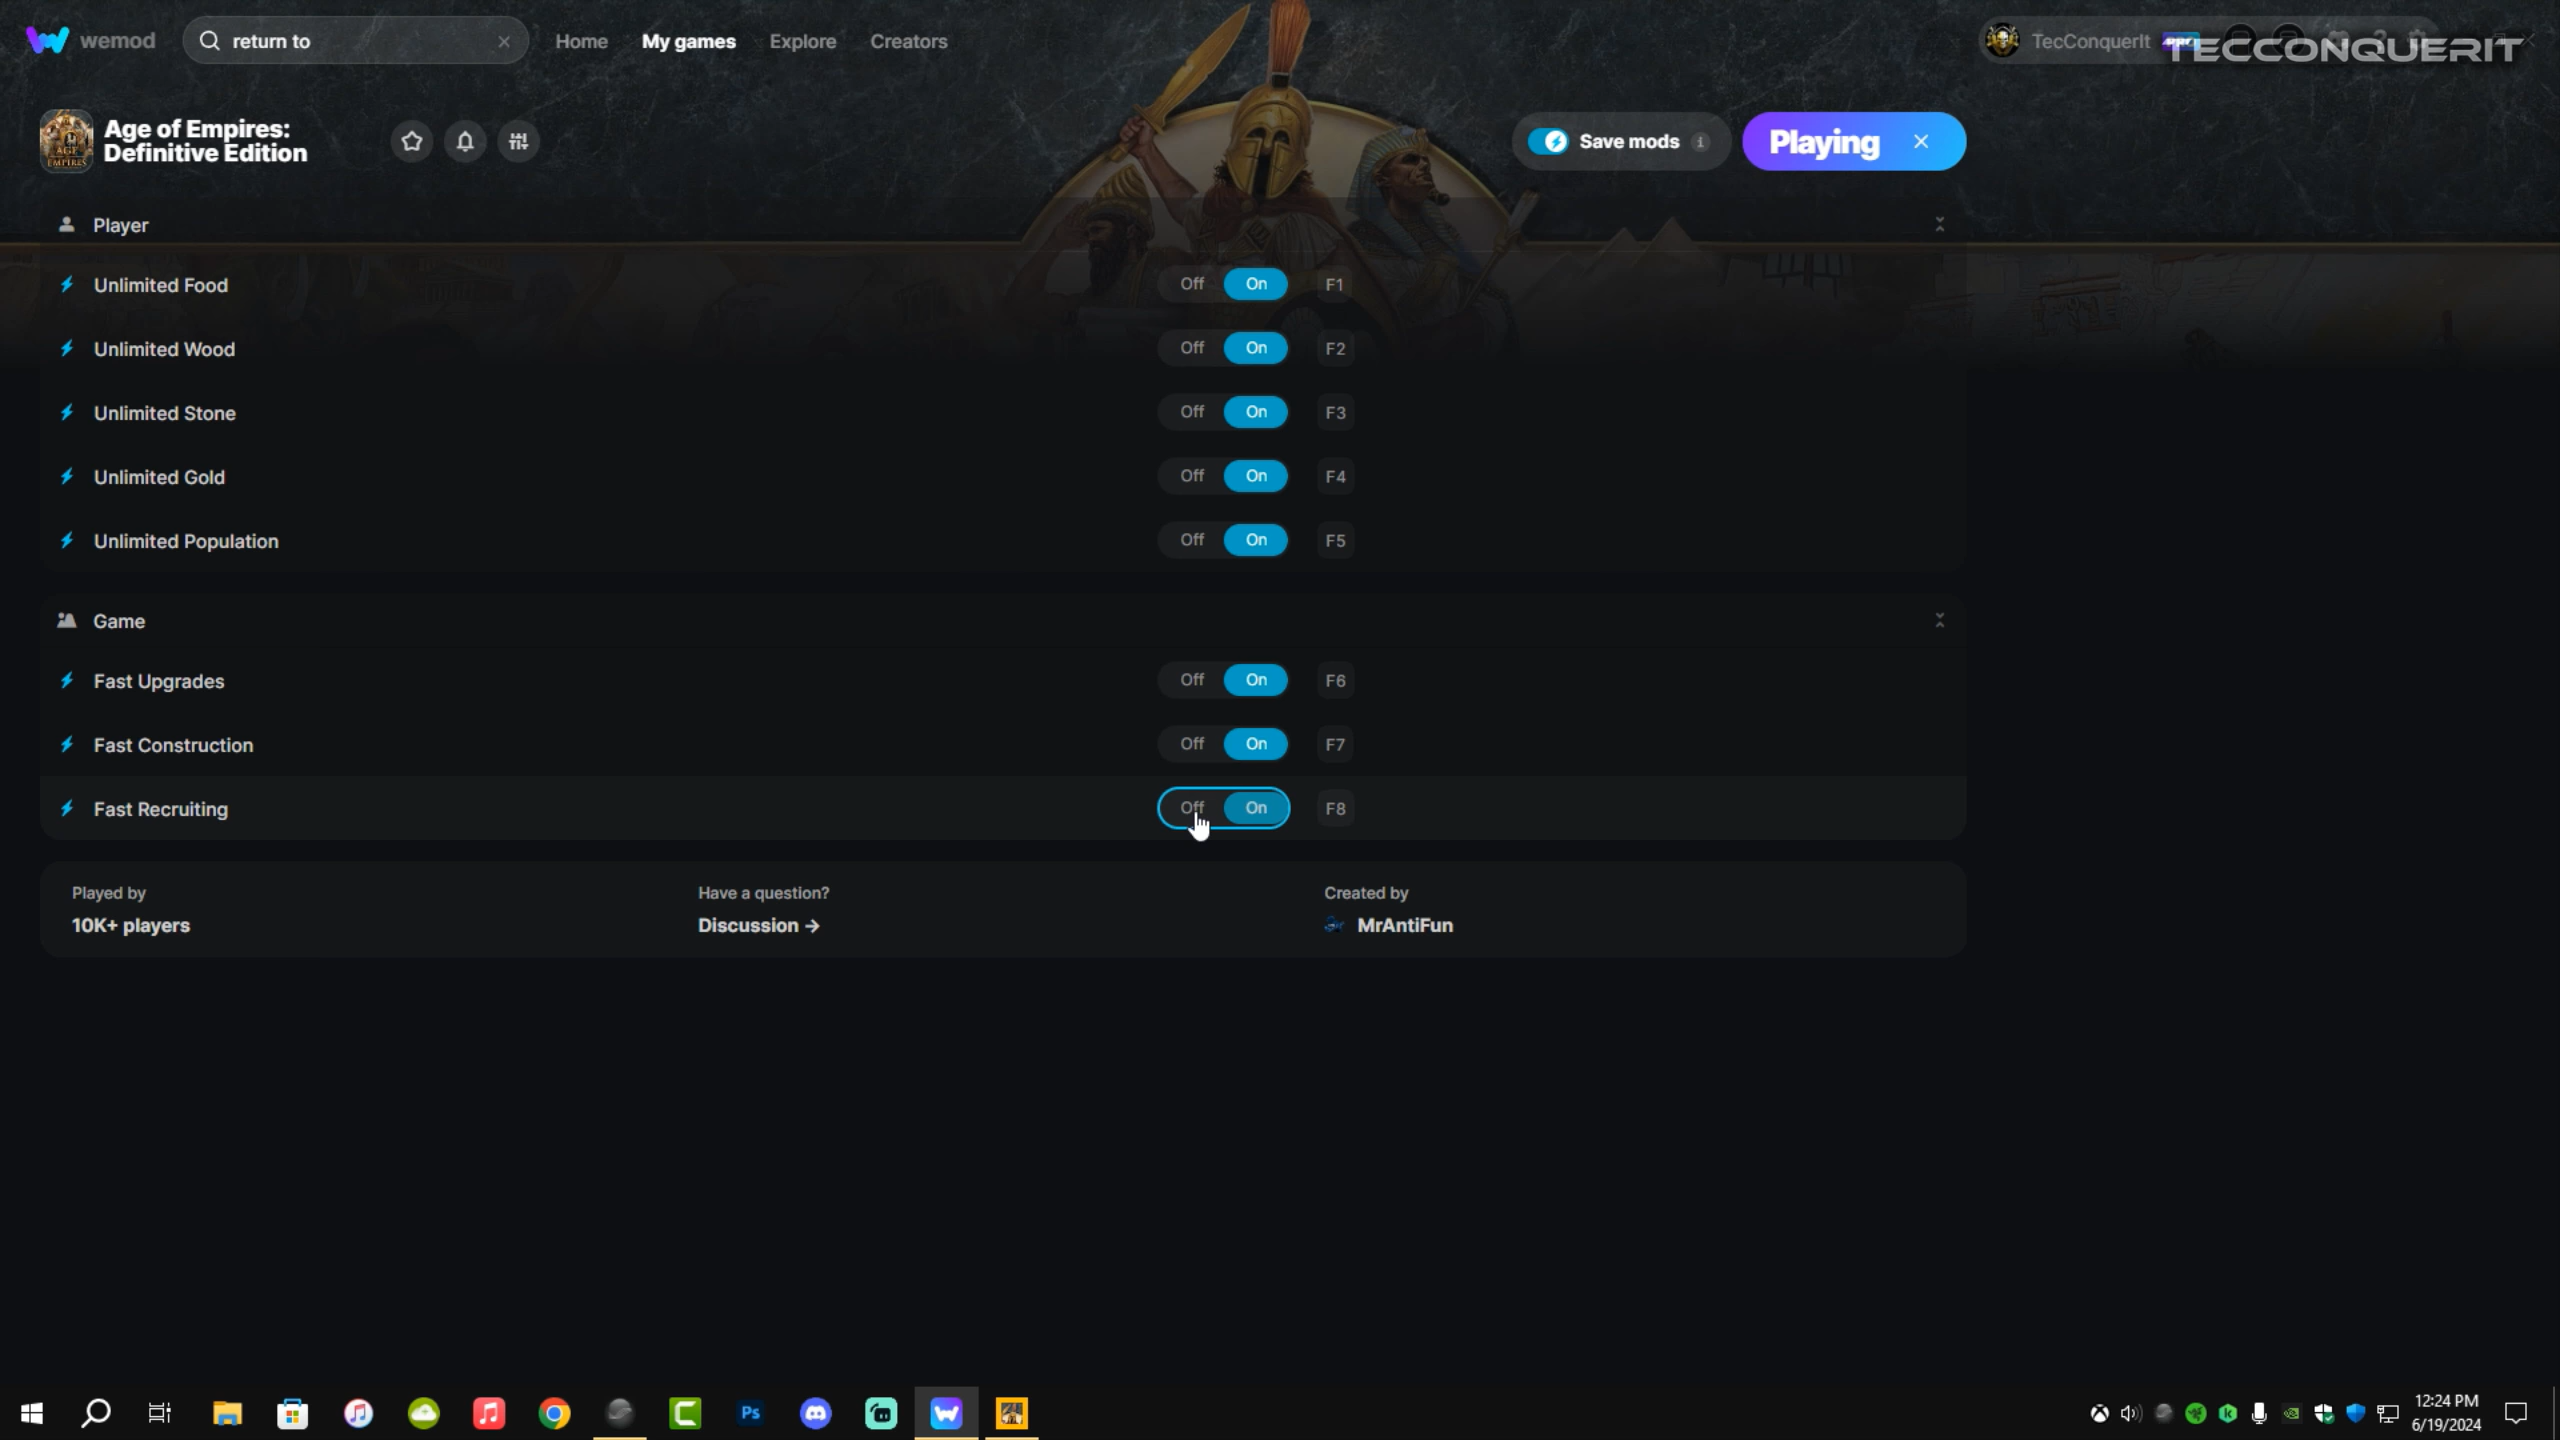 wemod
return to
Home
My games
Explore
Creators
TecConquerIt
PRO
TECCONQUERIT
Age of Empires:
Definitive Edition
Save mods
Playing
Player
Unlimited Food Off On F1
Unlimited Wood Off On F2
Unlimited Stone Off On F3
Unlimited Gold Off On F4
Unlimited Population Off On F5
Game
Fast Upgrades Off On F6
Fast Construction Off On F7
Fast Recruiting Off On F8
Played by
10K+ players
Have a question?
Discussion →
Created by
MrAntiFun
Ps
12:24 PM
6/19/2024